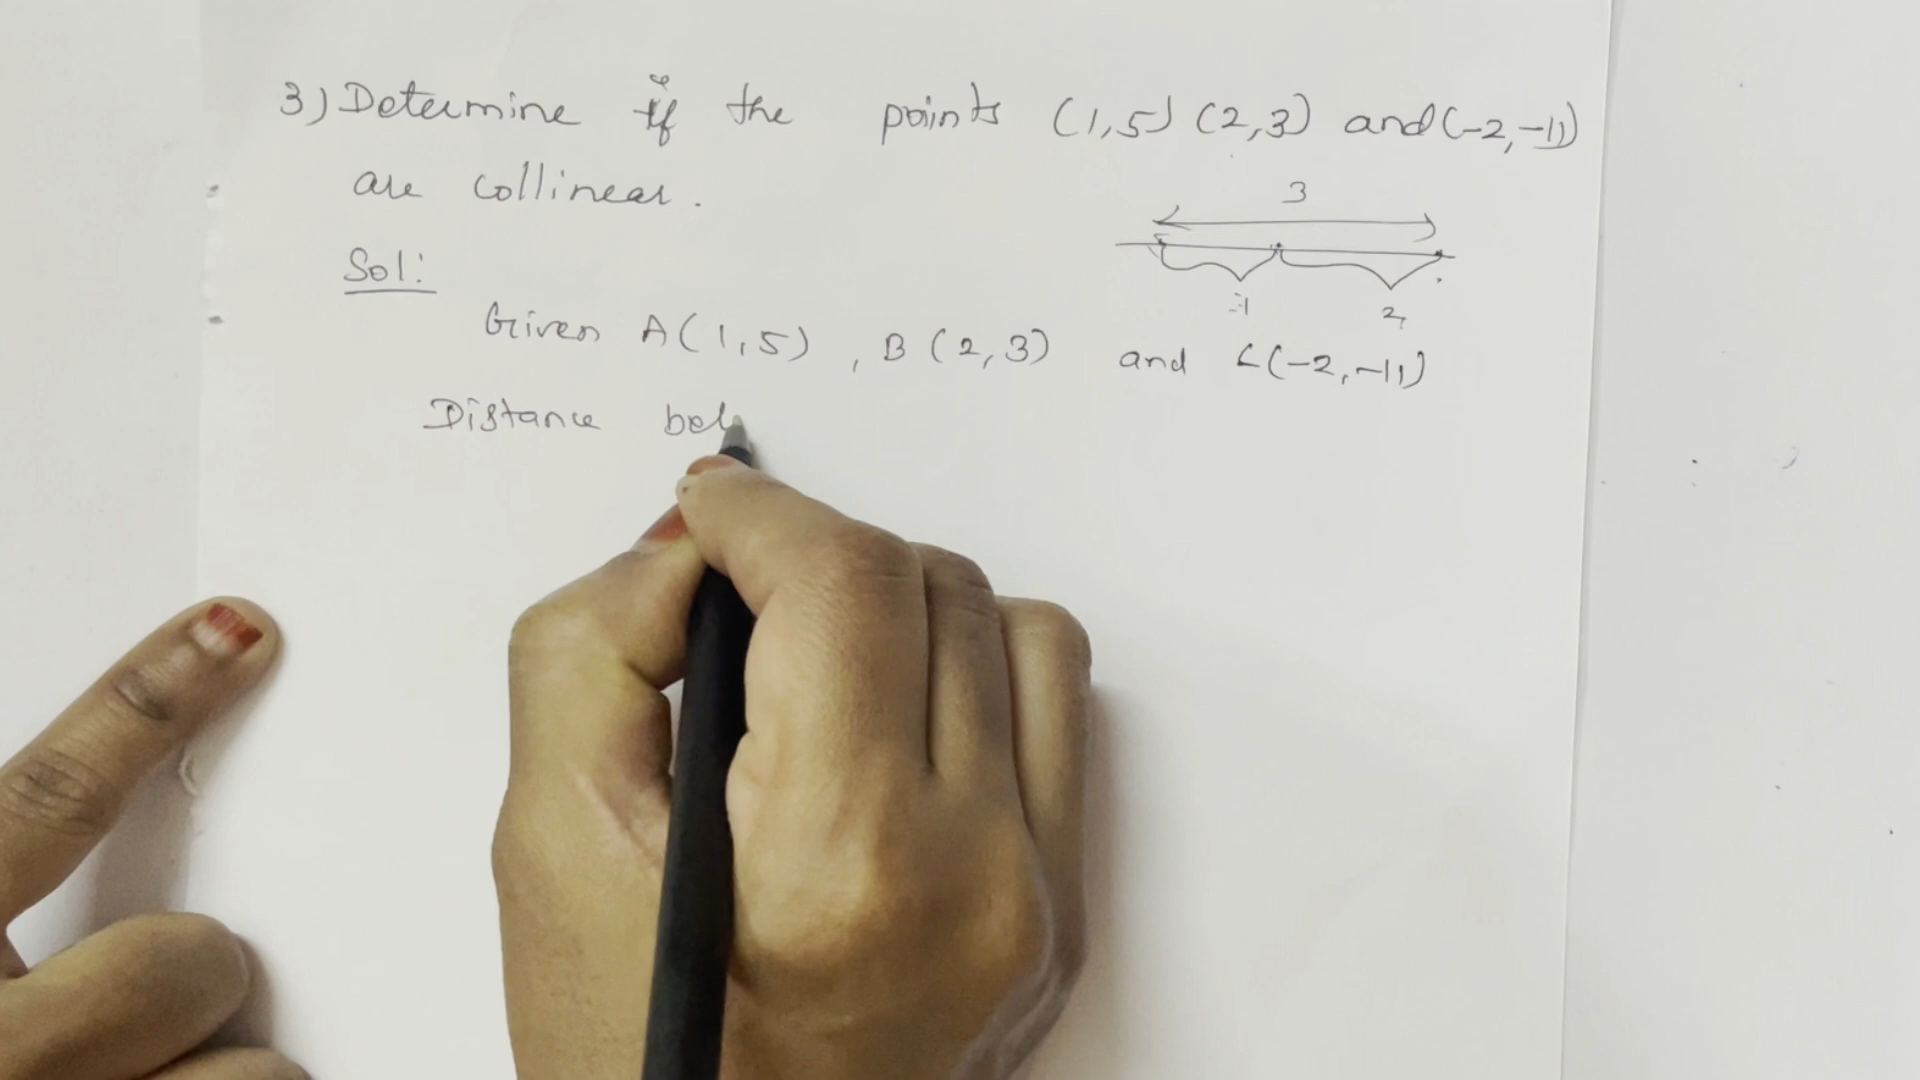 3) Determine if the points (1,5) (2,3) and (-2,-11)
are collinear.
3
Sol:
1
2
Given A(1,5), B(2,3) and C(-2,-11)
Distance bet